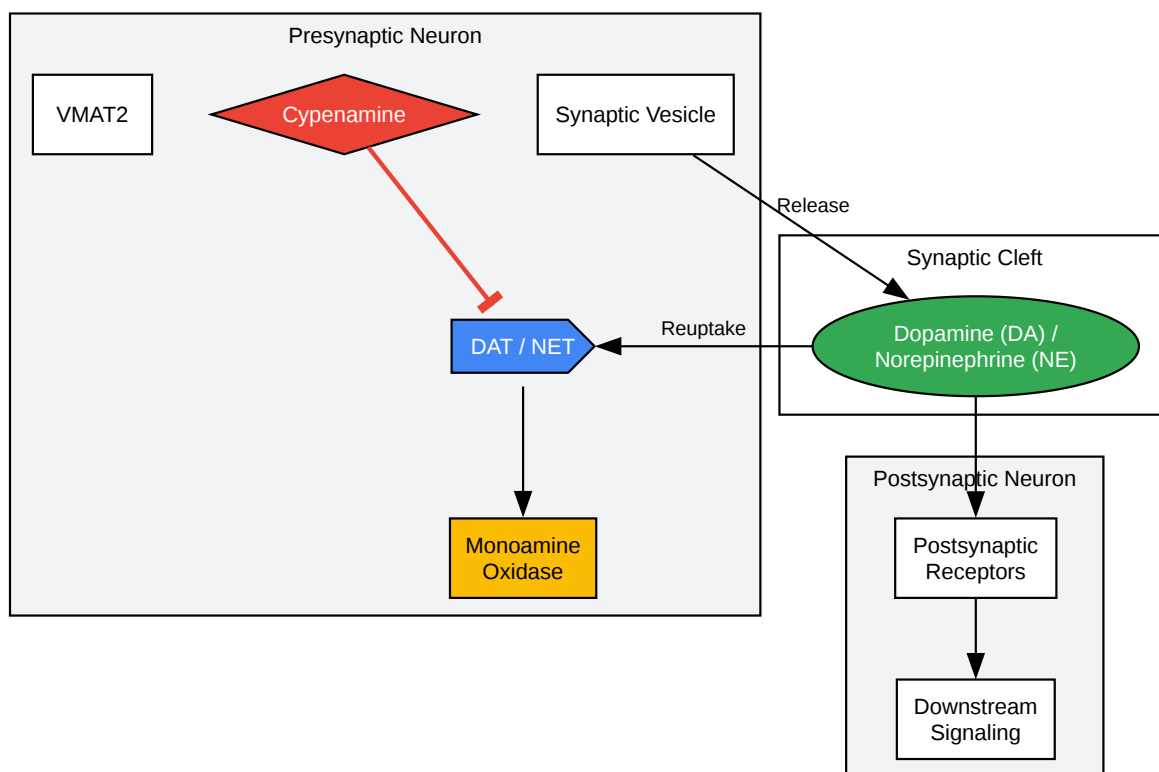 Presynaptic Neuron
VMAT2
Cypenamine
Synaptic Vesicle
Release
Synaptic Cleft
Dopamine (DA) /
Norepinephrine (NE)
Reuptake
DAT / NET
Postsynaptic Neuron
Monoamine
Oxidase
Postsynaptic
Receptors
Downstream
Signaling